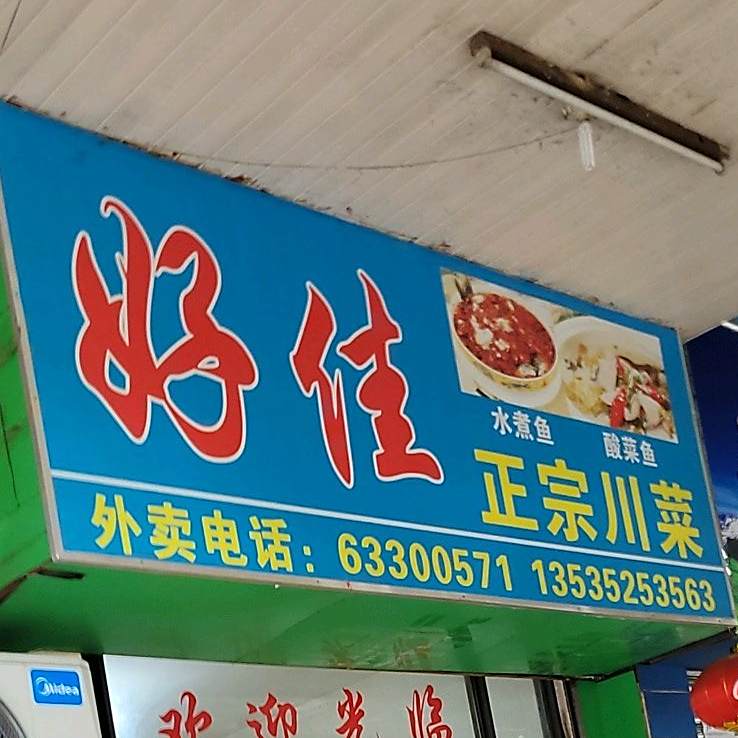 好佳
水煮鱼 酸菜鱼
正宗川菜
外卖电话：63300571 13535253563
Midea
欢迎光临